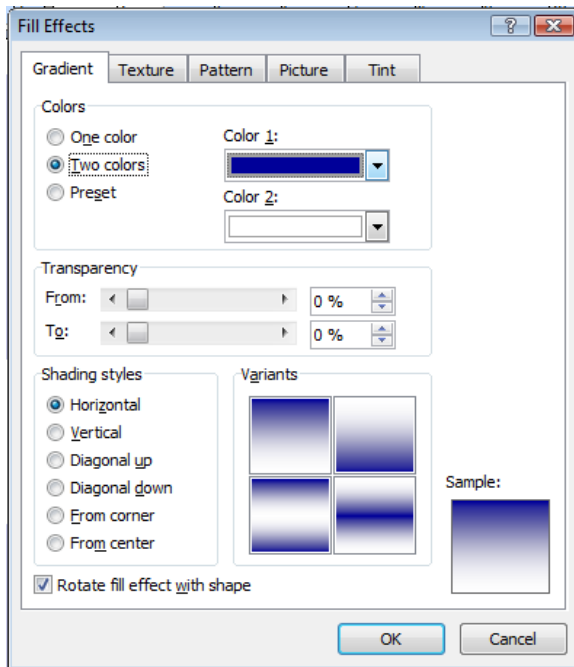 Fill Effects
Gradient Texture Pattern Picture Tint
Colors
One color
Two colors
Preset
Color 1:
Color 2:
Transparency
From: 0 %
To: 0 %
Shading styles
Horizontal
Vertical
Diagonal up
Diagonal down
From corner
From center
Variants
Sample:
Rotate fill effect with shape
OK Cancel